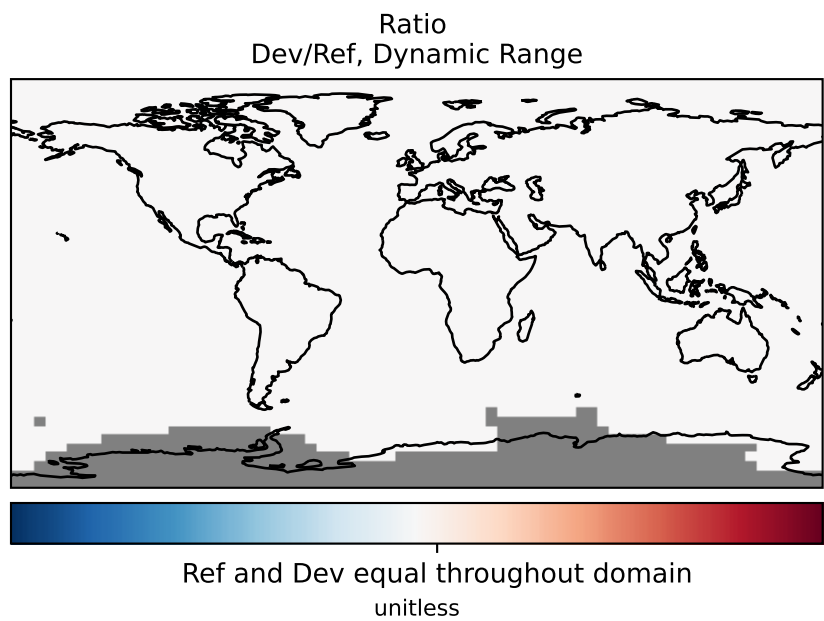 Ratio
Dev/Ref, Dynamic Range
Ref and Dev equal throughout domain
unitless